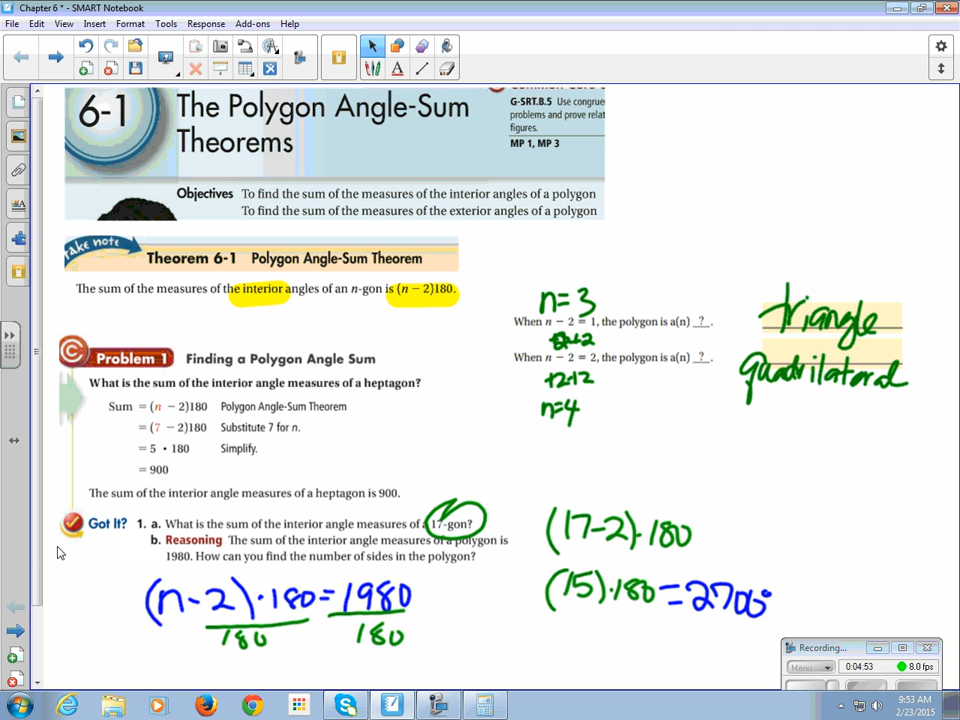 Chapter 6 * - SMART Notebook
File Edit View Insert Format Tools Response Add-ons Help
6-1 The Polygon Angle-Sum
Theorems
G-SRT.B.5 Use congrue
problems and prove relat
figures.
MP 1, MP 3
Objectives To find the sum of the measures of the interior angles of a polygon
To find the sum of the measures of the exterior angles of a polygon
Take note
Theorem 6-1 Polygon Angle-Sum Theorem
The sum of the measures of the interior angles of an n-gon is (n − 2)180.
n=3
When n − 2 = 1, the polygon is a(n) ? .
triangle
+2+2
When n − 2 = 2, the polygon is a(n) ? .
quadrilateral
+2+2
n=4
Problem 1 Finding a Polygon Angle Sum
What is the sum of the interior angle measures of a heptagon?
Sum = (n − 2)180 Polygon Angle-Sum Theorem
= (7 − 2)180 Substitute 7 for n.
= 5 • 180 Simplify.
= 900
The sum of the interior angle measures of a heptagon is 900.
Got It? 1. a. What is the sum of the interior angle measures of a 17-gon?
b. Reasoning The sum of the interior angle measures of a polygon is
1980. How can you find the number of sides in the polygon?
(17-2)·180
(15)·180=2700°
(n-2)·180=1980
180 180
Recording...
Menu 0:04:53 8.0 fps
9:53 AM
2/23/2015